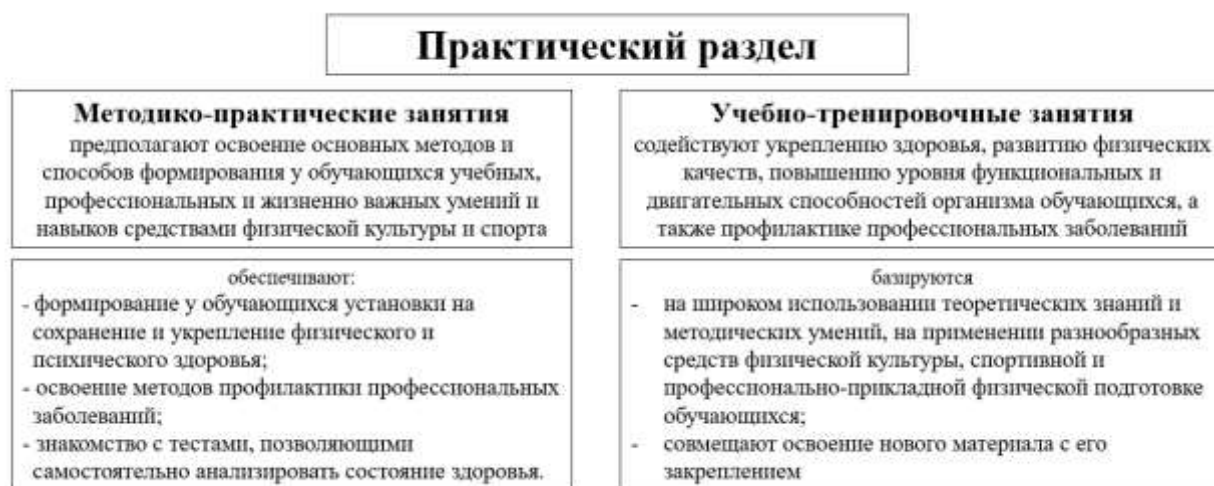 Практический раздел
Методико-практические занятия
предполагают освоение основных методов и
способов формирования у обучающихся учебных,
профессиональных и жизненно важных умений и
навыков средствами физической культуры и спорта
обеспечивают:
- формирование у обучающихся установки на
сохранение и укрепление физического и
психического здоровья;
- освоение методов профилактики профессиональных
заболеваний;
- знакомство с тестами, позволяющими
самостоятельно анализировать состояние здоровья.
Учебно-тренировочные занятия
содействуют укреплению здоровья, развитию физических
качеств, повышению уровня функциональных и
двигательных способностей организма обучающихся, а
также профилактике профессиональных заболеваний
базируются
- на широком использовании теоретических знаний и
методических умений, на применении разнообразных
средств физической культуры, спортивной и
профессионально-прикладной физической подготовке
обучающихся;
- совмещают освоение нового материала с его
закреплением